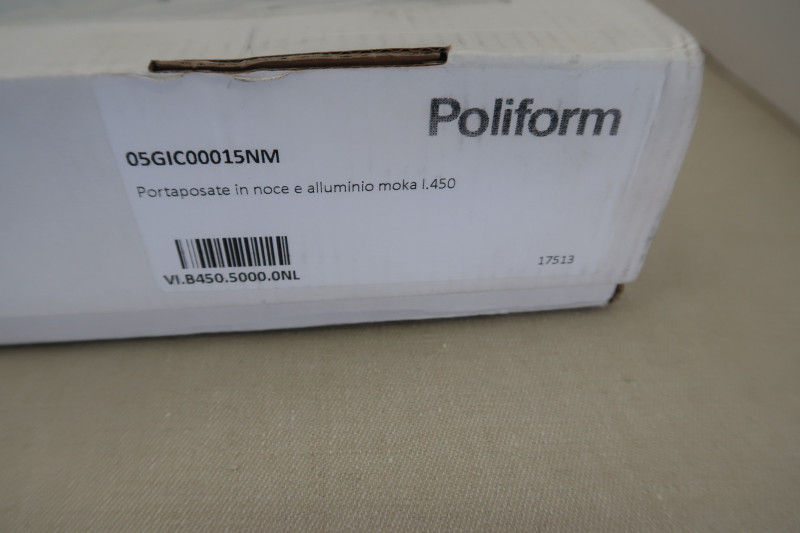 Poliform
05GIC00015NM
Portaposate in noce e alluminio moka l.450
VI.B450.5000.0NL
17513